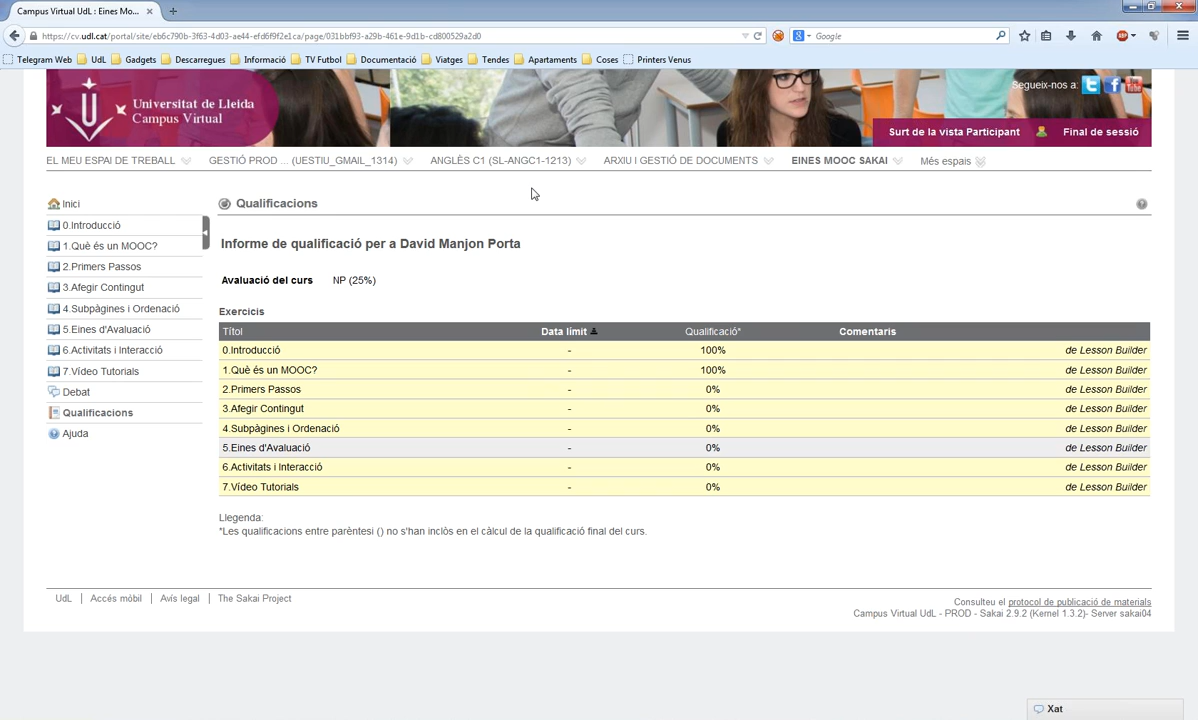 Campus Virtual UdL : Eines Mo...
https://cv.udl.cat/portal/site/eb6c790b-3f63-4d03-ae44-efd6f9f2e1ca/page/031bbf93-a29b-461e-9d1b-cd800529a2d0
Google
Telegram Web UdL Gadgets Descarregues Informació TV Futbol Documentació Viatges Tendes Apartaments Coses Printers Venus
Universitat de Lleida
Campus Virtual
Segueix-nos a:
Surt de la vista Participant Final de sessió
EL MEU ESPAI DE TREBALL GESTIÓ PROD ... (UESTIU_GMAIL_1314) ANGLÈS C1 (SL-ANGC1-1213) ARXIU I GESTIÓ DE DOCUMENTS EINES MOOC SAKAI Més espais
Inici
0.Introducció
1.Què és un MOOC?
2.Primers Passos
3.Afegir Contingut
4.Subpàgines i Ordenació
5.Eines d'Avaluació
6.Activitats i Interacció
7.Vídeo Tutorials
Debat
Qualificacions
Ajuda
Qualificacions
Informe de qualificació per a David Manjon Porta
Avaluació del curs NP (25%)
Exercicis
Títol Data límit Qualificació* Comentaris
0.Introducció - 100% de Lesson Builder
1.Què és un MOOC? - 100% de Lesson Builder
2.Primers Passos - 0% de Lesson Builder
3.Afegir Contingut - 0% de Lesson Builder
4.Subpàgines i Ordenació - 0% de Lesson Builder
5.Eines d'Avaluació - 0% de Lesson Builder
6.Activitats i Interacció - 0% de Lesson Builder
7.Vídeo Tutorials - 0% de Lesson Builder
Llegenda:
*Les qualificacions entre parèntesi () no s'han inclòs en el càlcul de la qualificació final del curs.
UdL | Accés mòbil | Avís legal | The Sakai Project
Consulteu el protocol de publicació de materials
Campus Virtual UdL - PROD - Sakai 2.9.2 (Kernel 1.3.2)- Server sakai04
Xat